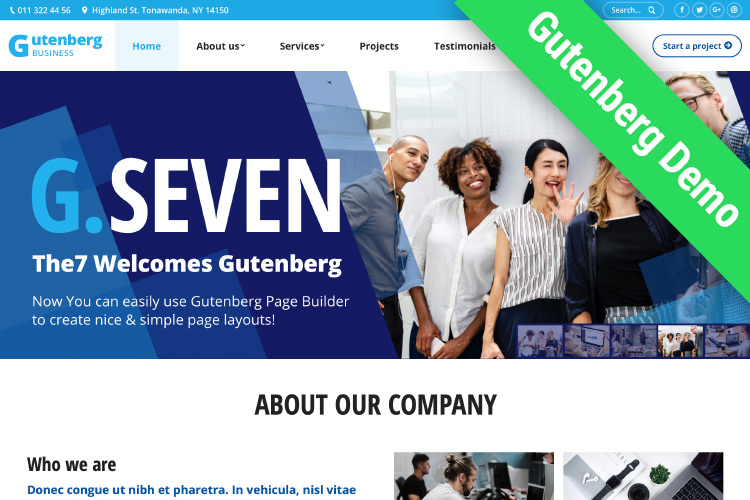 011 322 44 56
Highland St. Tonawanda, NY 14150
Search...
Gutenberg
BUSINESS
Home
About us
Services
Projects
Testimonials
Start a project
Gutenberg Demo
G.SEVEN
The7 Welcomes Gutenberg
Now You can easily use Gutenberg Page Builder
to create nice & simple page layouts!
ABOUT OUR COMPANY
Who we are
Donec congue ut nibh et pharetra. In vehicula, nisl vitae